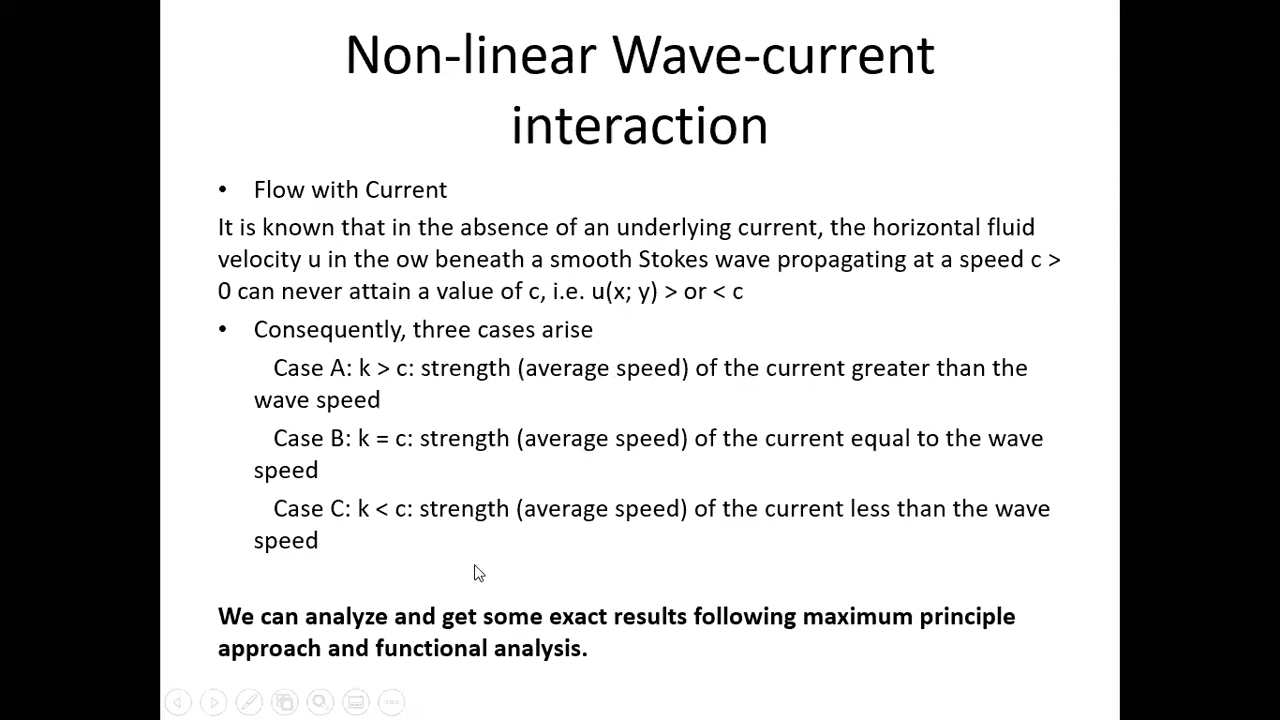 Non-linear Wave-current
interaction
• Flow with Current
It is known that in the absence of an underlying current, the horizontal fluid
velocity u in the ow beneath a smooth Stokes wave propagating at a speed c >
0 can never attain a value of c, i.e. u(x; y) > or < c
• Consequently, three cases arise
Case A: k > c: strength (average speed) of the current greater than the
wave speed
Case B: k = c: strength (average speed) of the current equal to the wave
speed
Case C: k < c: strength (average speed) of the current less than the wave
speed
We can analyze and get some exact results following maximum principle
approach and functional analysis.